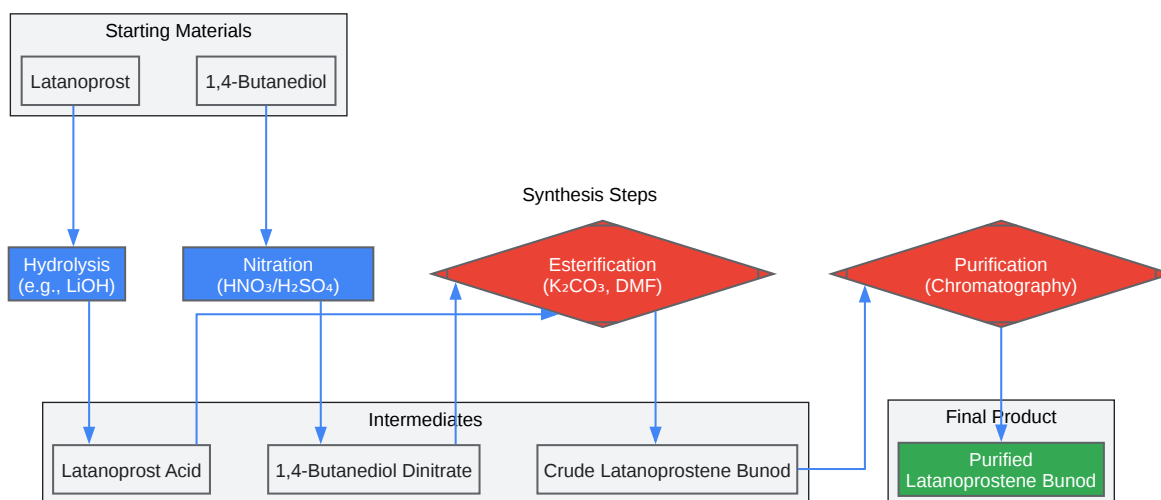 Starting Materials
Latanoprost
1,4-Butanediol
Synthesis Steps
Hydrolysis
(e.g., LiOH)
Nitration
(HNO₃/H₂SO₄)
Esterification
(K₂CO₃, DMF)
Purification
(Chromatography)
Intermediates
Latanoprost Acid
1,4-Butanediol Dinitrate
Crude Latanoprostene Bunod
Final Product
Purified
Latanoprostene Bunod